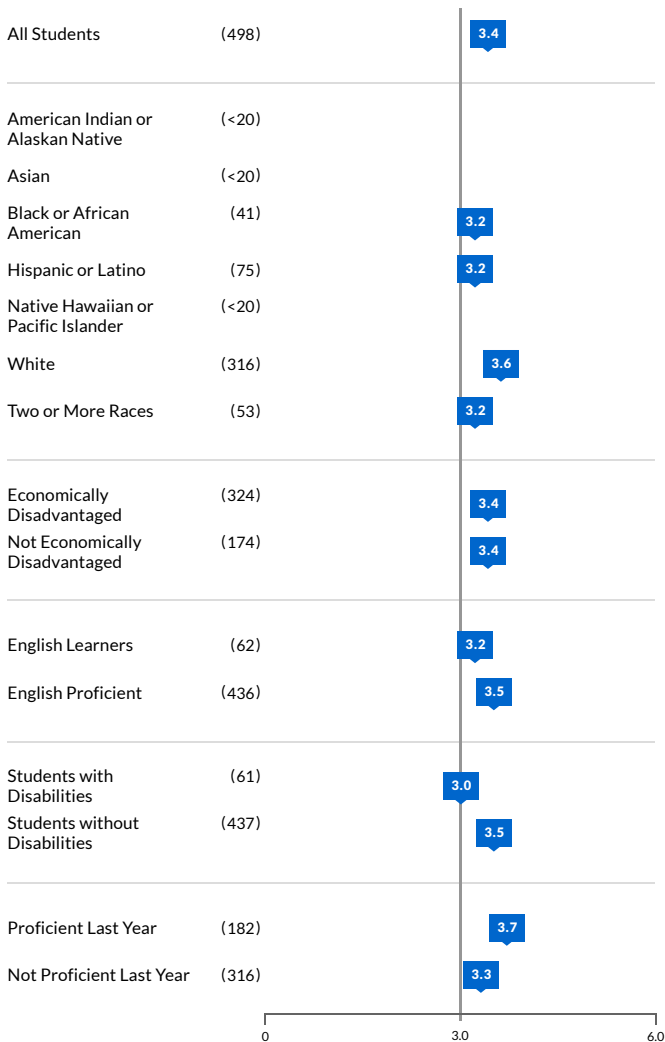 All Students (498) 3.4
American Indian or (<20)
Alaskan Native
Asian (<20)
Black or African (41) 3.2
American
Hispanic or Latino (75) 3.2
Native Hawaiian or (<20)
Pacific Islander
White (316) 3.6
Two or More Races (53) 3.2
Economically (324) 3.4
Disadvantaged
Not Economically (174) 3.4
Disadvantaged
English Learners (62) 3.2
English Proficient (436) 3.5
Students with (61) 3.0
Disabilities
Students without (437) 3.5
Disabilities
Proficient Last Year (182) 3.7
Not Proficient Last Year (316) 3.3
0 3.0 6.0